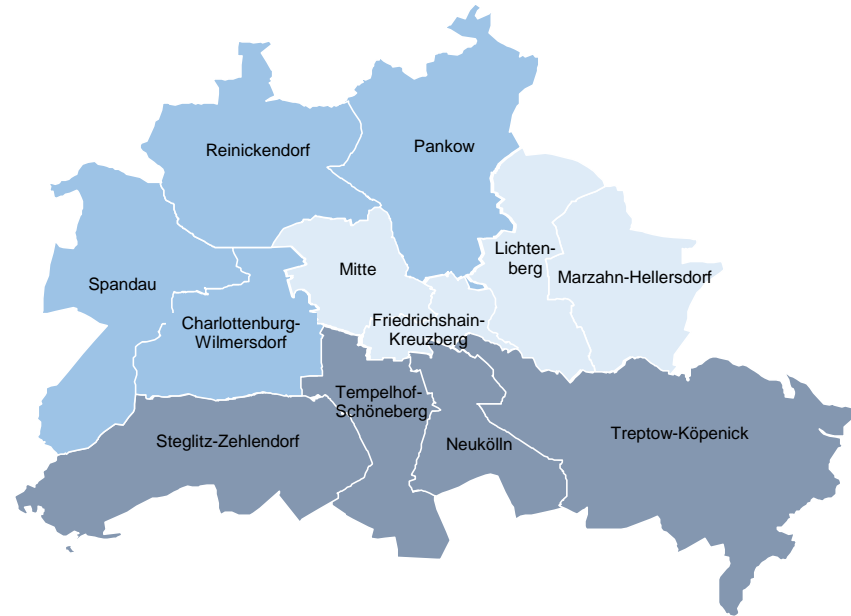 Reinickendorf
Pankow
Lichten-
berg
Mitte
Marzahn-Hellersdorf
Spandau
Charlottenburg-
Wilmersdorf
Friedrichshain-
Kreuzberg
Tempelhof-
Schöneberg
Steglitz-Zehlendorf
Neukölln
Treptow-Köpenick